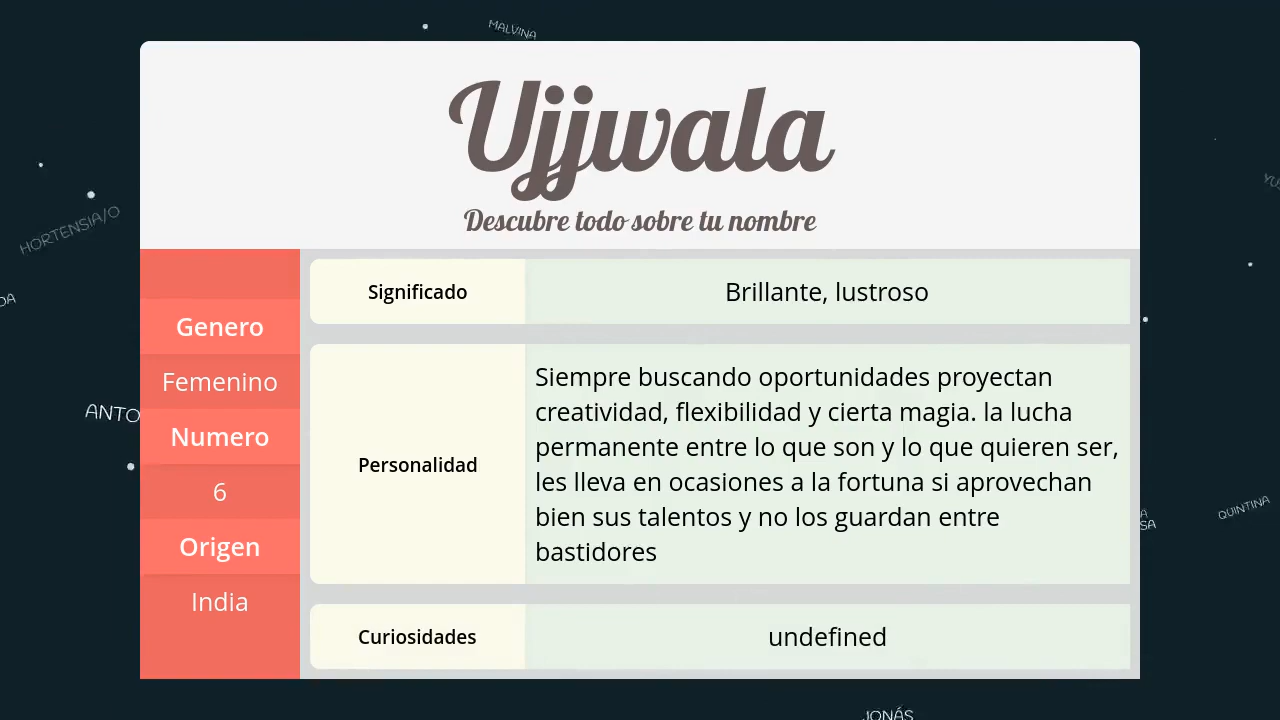 MALVINA
Ujjwala
Descubre todo sobre tu nombre
HORTENSIA/O
Genero
Femenino
Numero
6
Origen
India
Significado
Brillante, lustroso
Personalidad
Siempre buscando oportunidades proyectan
creatividad, flexibilidad y cierta magia. la lucha
permanente entre lo que son y lo que quieren ser,
les lleva en ocasiones a la fortuna si aprovechan
bien sus talentos y no los guardan entre
bastidores
Curiosidades
undefined
ANTO
QUINTINA
JONÁS